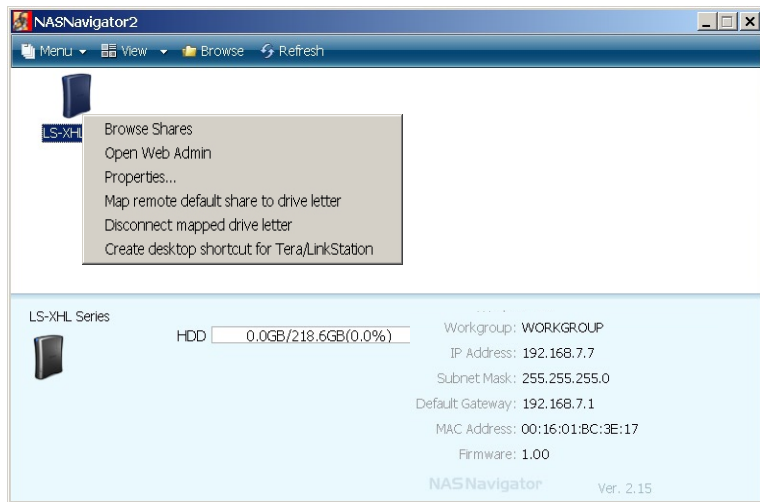 NASNavigator2
Menu View Browse Refresh
LS-XHL
Browse Shares
Open Web Admin
Properties...
Map remote default share to drive letter
Disconnect mapped drive letter
Create desktop shortcut for Tera/LinkStation
LS-XHL Series
HDD 0.0GB/218.6GB(0.0%)
Workgroup: WORKGROUP
IP Address: 192.168.7.7
Subnet Mask: 255.255.255.0
Default Gateway: 192.168.7.1
MAC Address: 00:16:01:BC:3E:17
Firmware: 1.00
NASNavigator Ver. 2.15